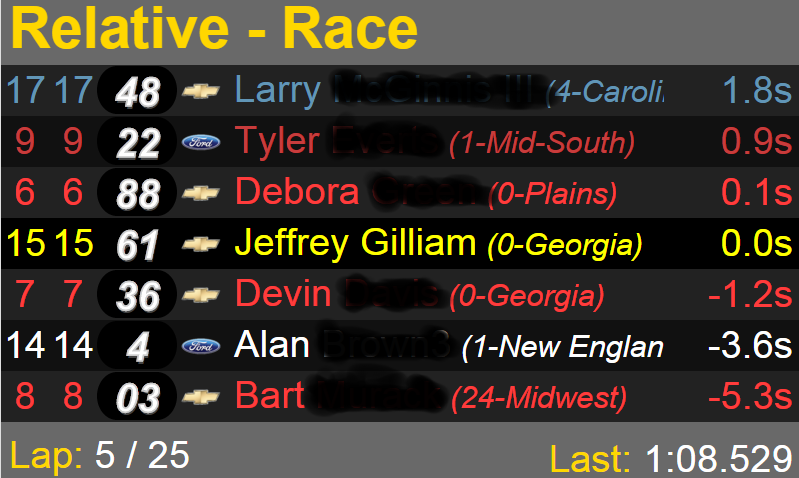 Relative - Race
17 17 48 Larry (4-Caroli 1.8s
9 9 22 Ford Tyler (1-Mid-South) 0.9s
6 6 88 Debora (0-Plains) 0.1s
15 15 61 Jeffrey Gilliam (0-Georgia) 0.0s
7 7 36 Devin (0-Georgia) -1.2s
14 14 4 Ford Alan (1-New Englan -3.6s
8 8 03 Bart (24-Midwest) -5.3s
Lap: 5 / 25 Last: 1:08.529